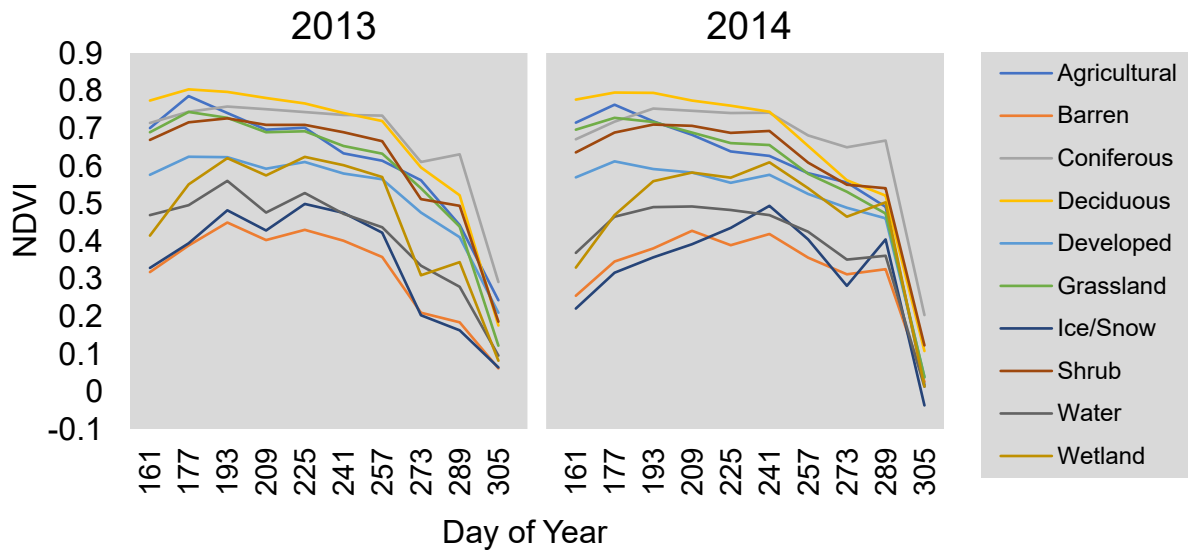 2013
2014
NDVI
0.9
0.8
0.7
0.6
0.5
0.4
0.3
0.2
0.1
0
-0.1
161 177 193 209 225 241 257 273 289 305
161 177 193 209 225 241 257 273 289 305
Day of Year
Agricultural
Barren
Coniferous
Deciduous
Developed
Grassland
Ice/Snow
Shrub
Water
Wetland